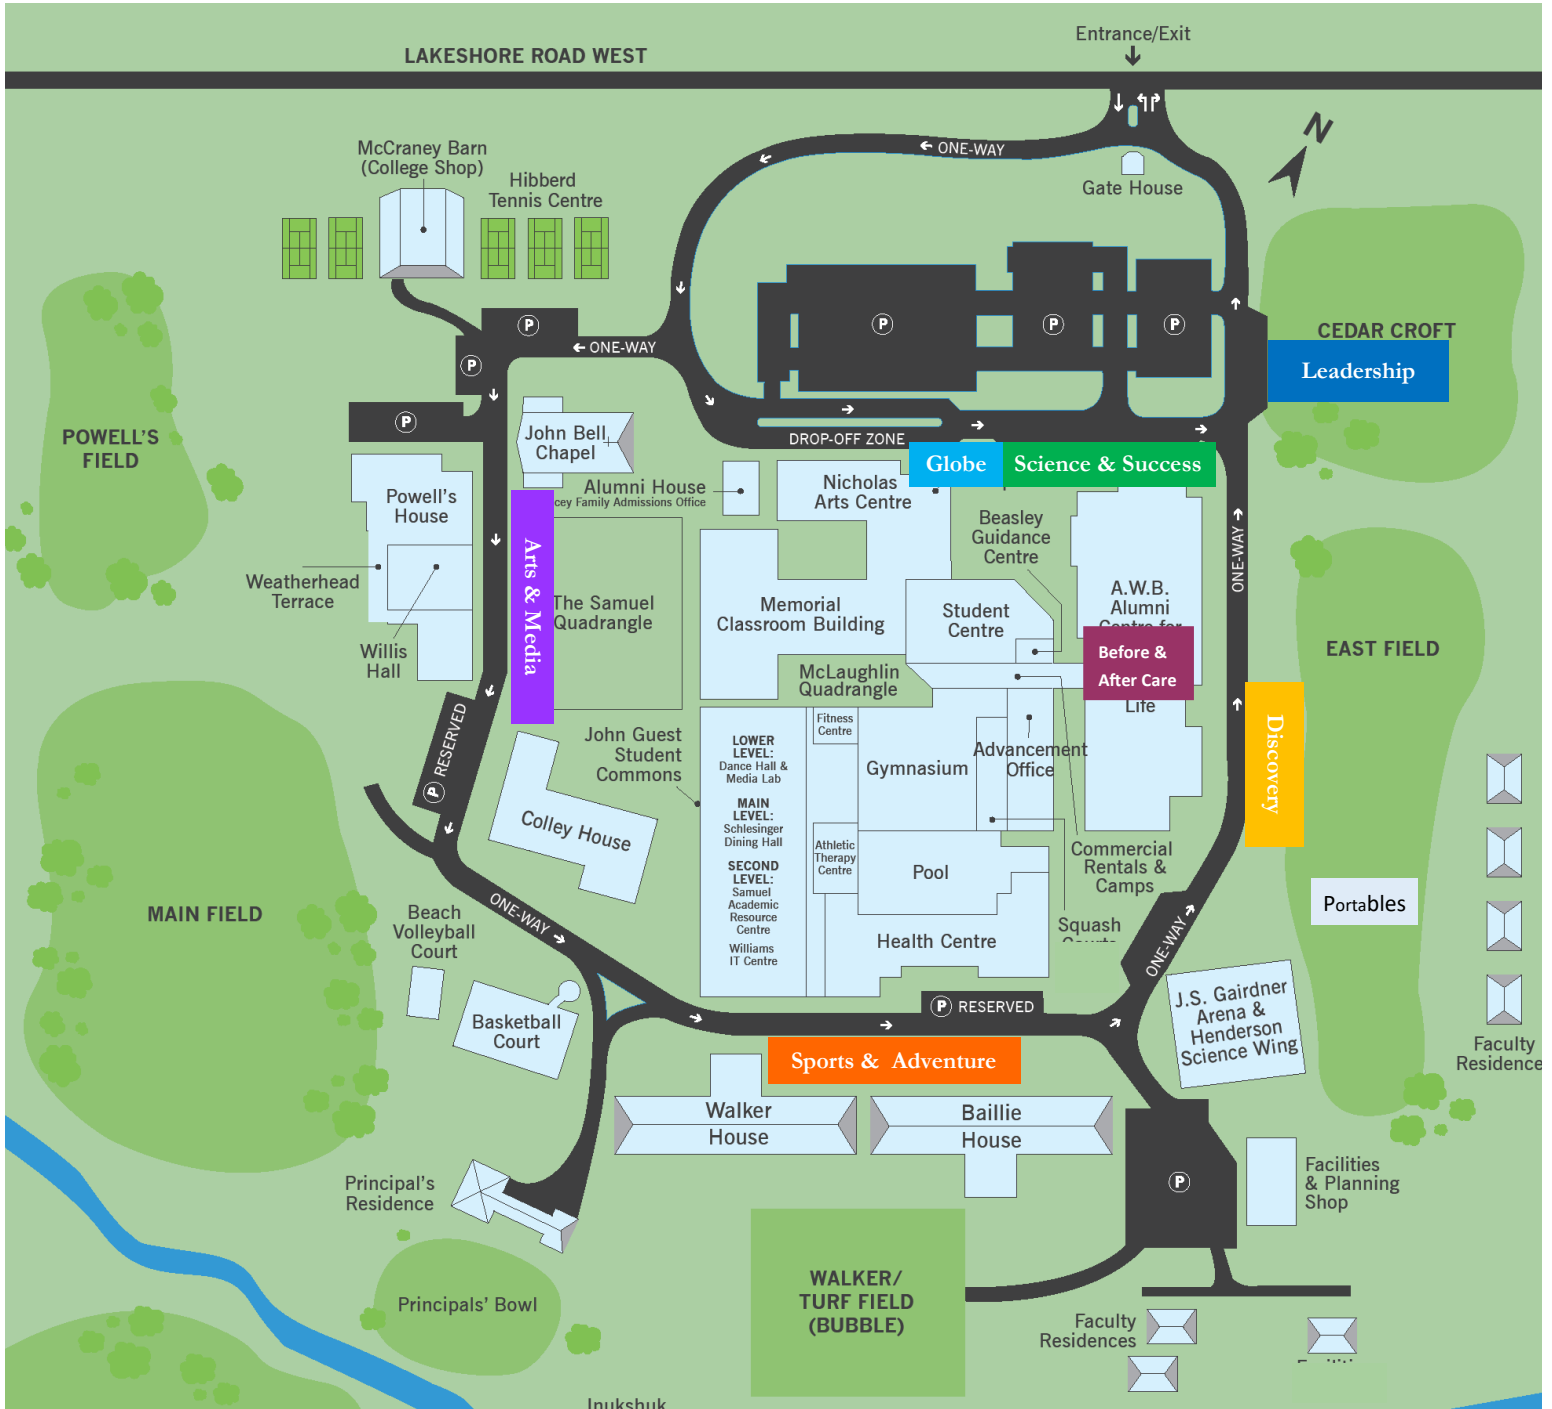 Entrance/Exit
LAKESHORE ROAD WEST
N
ONE-WAY
McCraney Barn
(College Shop)
Hibberd
Tennis Centre
Gate House
P
P
P
P
P
P
ONE-WAY
CEDAR CROFT
Leadership
POWELL'S
FIELD
John Bell
Chapel
DROP-OFF ZONE
Globe
Science & Success
Powell's
House
Alumni House
cey Family Admissions Office
Nicholas
Arts Centre
Beasley
Guidance
Centre
ONE-WAY
Weatherhead
Terrace
Willis
Hall
Arts & Media
The Samuel
Quadrangle
Memorial
Classroom Building
Student
Centre
A.W.B.
Alumni
Centre for
Before &
After Care
Life
EAST FIELD
McLaughlin
Quadrangle
P RESERVED
John Guest
Student
Commons
LOWER
LEVEL:
Dance Hall &
Media Lab
MAIN
LEVEL:
Schlesinger
Dining Hall
SECOND
LEVEL:
Samuel
Academic
Resource
Centre
Williams
IT Centre
Fitness
Centre
Gymnasium
Advancement
Office
Discovery
Colley House
Athletic
Therapy
Centre
Pool
Commercial
Rentals &
Camps
Squash
Courts
Health Centre
Portables
MAIN FIELD
ONE-WAY
Beach
Volleyball
Court
Basketball
Court
P RESERVED
ONE-WAY
J.S. Gairdner
Arena &
Henderson
Science Wing
Faculty
Residence
Sports & Adventure
Walker
House
Baillie
House
P
Facilities
& Planning
Shop
Principal's
Residence
Principals' Bowl
WALKER/
TURF FIELD
(BUBBLE)
Faculty
Residences
Inukshuk